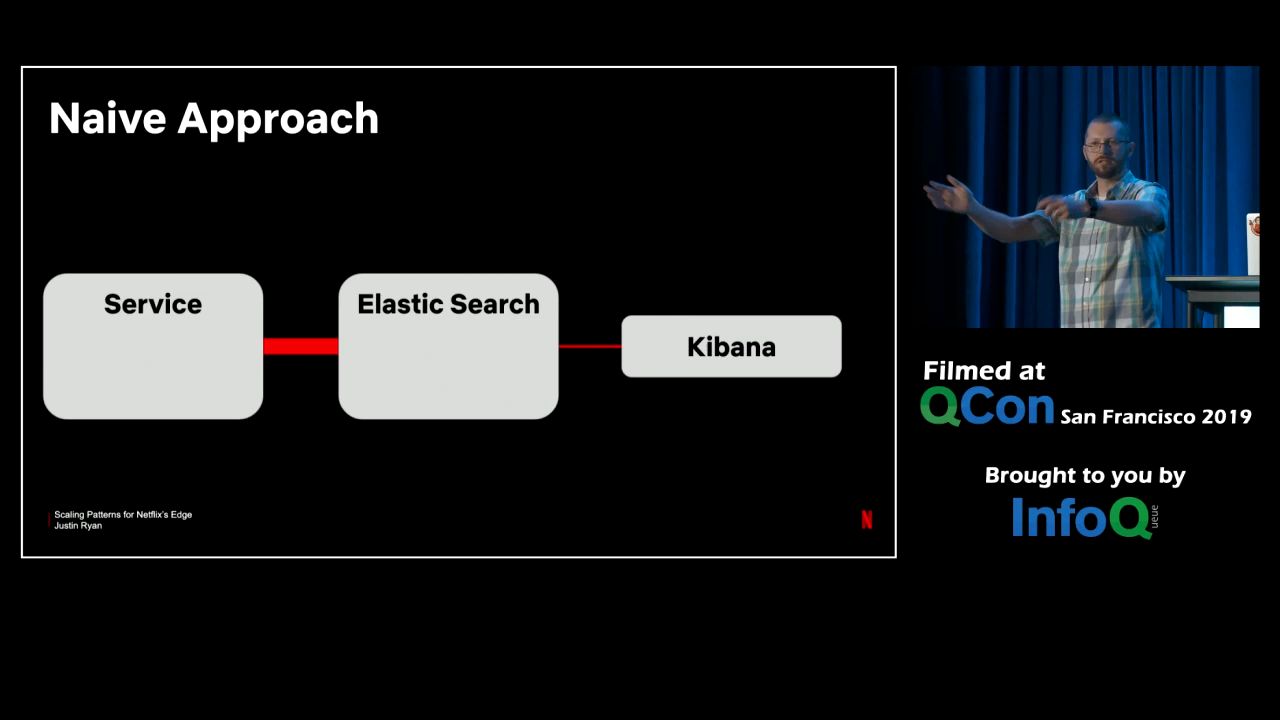 Naive Approach
Service
Elastic Search
Kibana
Scaling Patterns for Netflix's Edge
Justin Ryan
N
Filmed at
QCon San Francisco 2019
Brought to you by
InfoQueue